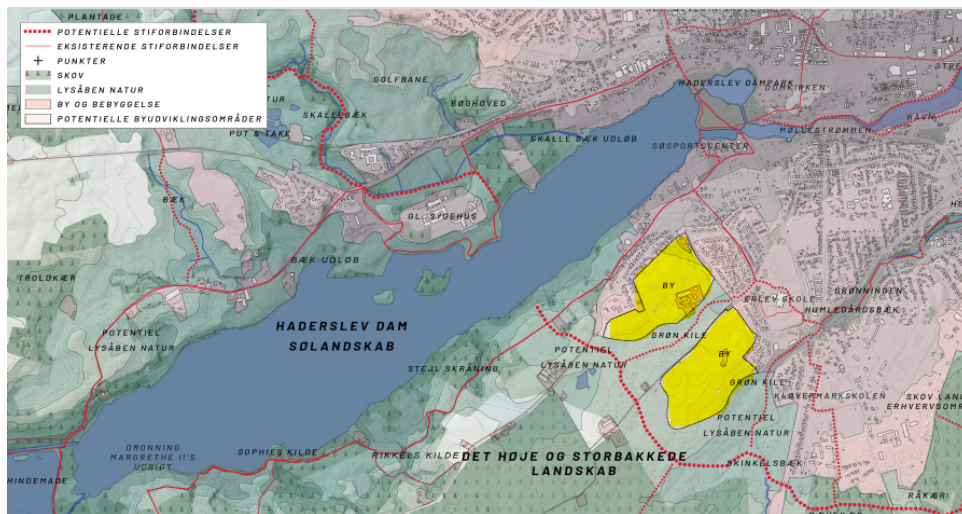 PLANTAGE
POTENTIELLE STIFORBINDELSER
EKSISTERENDE STIFORBINDELSER
PUNKTER
SKOV
LYSÅBEN NATUR
BY OG BEBYGGELSE
POTENTIELLE BYUDVIKLINGSOMRÅDER
GOLFBANE
BØGHOVED
SKALLEBÆK
PUT & TAKE
SKALLE BÆK UDLØB
HADERSLEV DAMPARK
DOMKIRKEN
HAVN
MØLLESTRØMMEN
SØSPORTSCENTER
BÆK
GL. SYGEHUS
BÆK UDLØB
TROLDKÆR
GRØNNINDEN
BY
ERLEV SKOLE
HUMLEGÅRDSBÆK
HADERSLEV DAM
SØLANDSKAB
POTENTIEL
LYSÅBEN NATUR
GRØN KILE
POTENTIEL
LYSÅBEN NATUR
BY
STEJL SKRÅNING
GRØN KILE
KLØVERMARKSKOLEN
SKOV LANG
ERHVERVSOMR
POTENTIEL
LYSÅBEN NATUR
DRONNING
MARGRETHE II'S
UDSIGT
SOPHIES KILDE
RIKKELS KILDE
DET HØJE OG STORBAKKEDE
LANDSKAB
SKINKELSBÆK
HINDEMADE
RÅKÆR